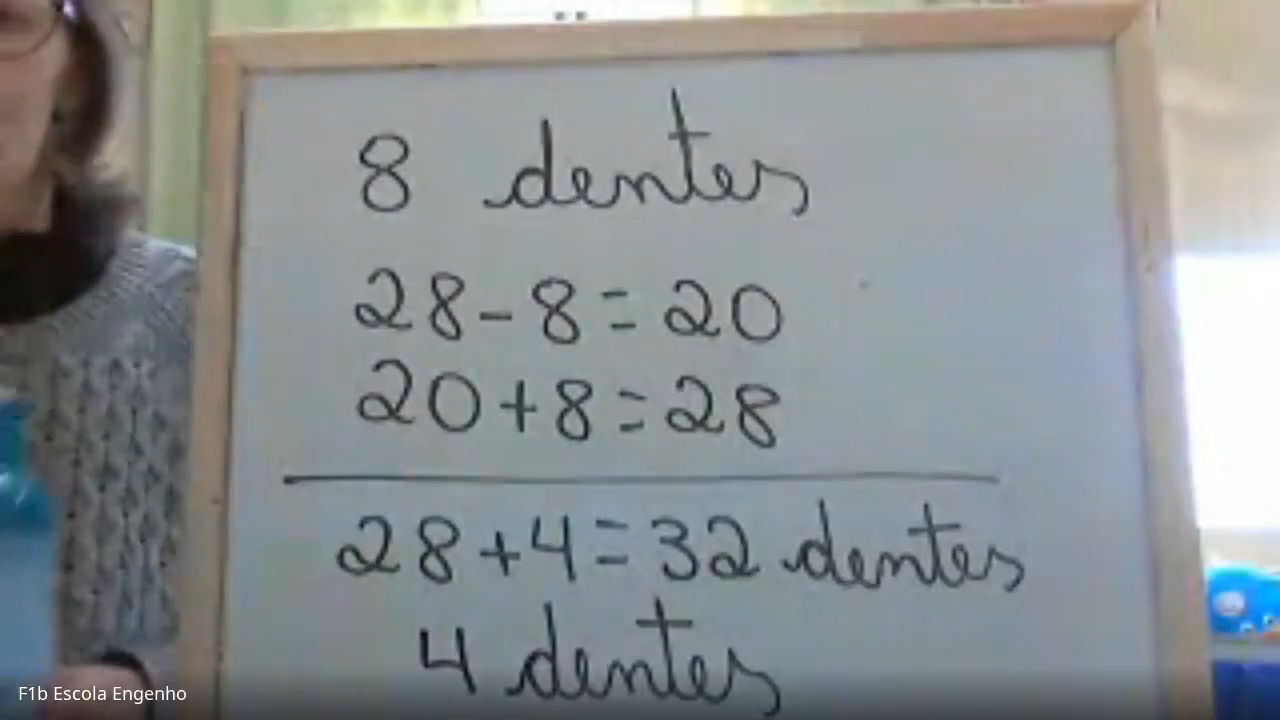 8 dentes
28-8=20
20+8=28
28+4=32 dentes
4 dentes
F1b Escola Engenho